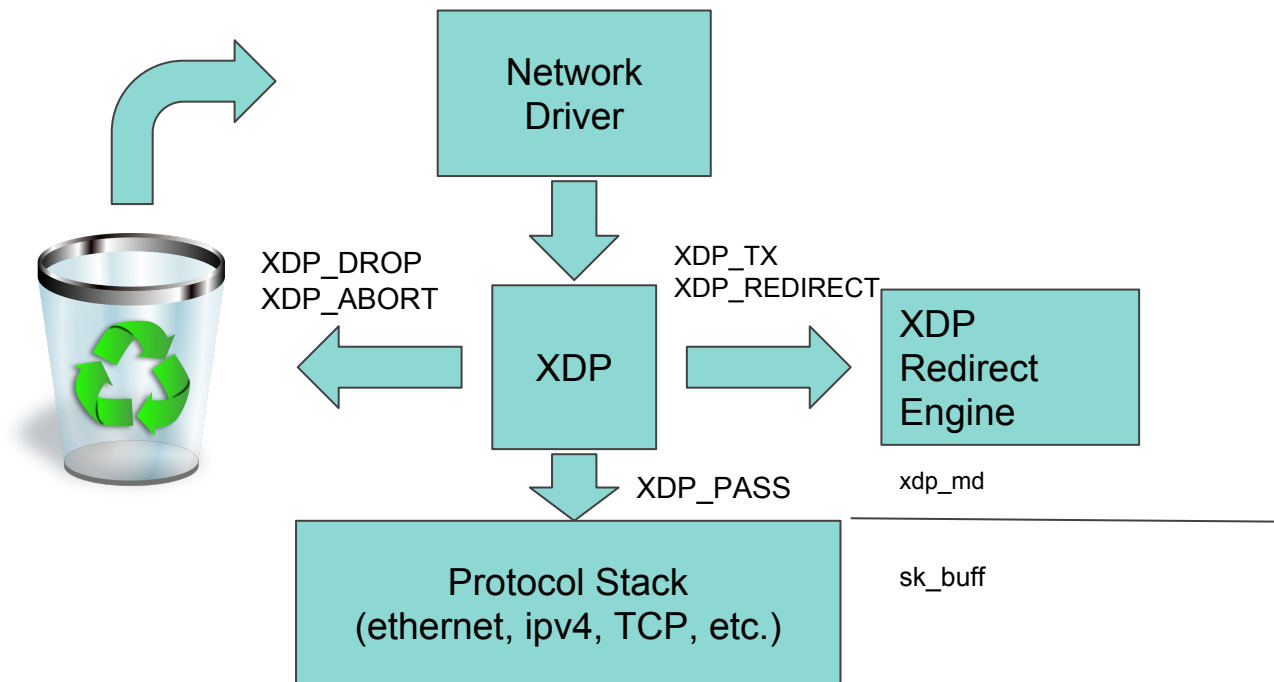 Network
Driver
XDP_DROP
XDP_ABORT
XDP_TX
XDP_REDIRECT
XDP
XDP
Redirect
Engine
XDP_PASS
xdp_md
Protocol Stack
(ethernet, ipv4, TCP, etc.)
sk_buff